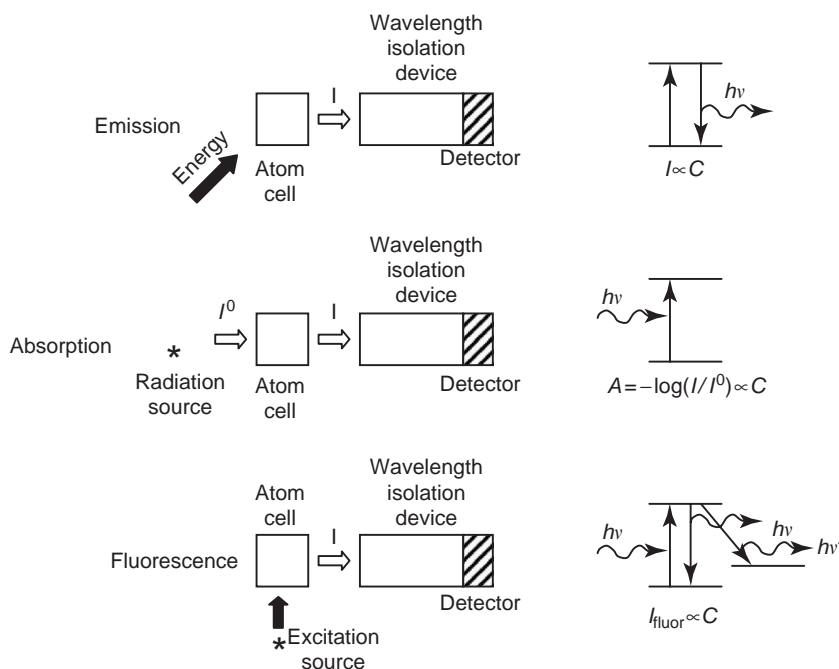 Wavelength
isolation
device
Emission
Energy
I
Atom
cell
Detector
hν
I∝C
Wavelength
isolation
device
Absorption
*
Radiation
source
I⁰
I
Atom
cell
Detector
hν
A=−log(I/I⁰)∝C
Wavelength
isolation
device
Atom
cell
Fluorescence
I
Detector
*Excitation
source
hν
hν
hν'
I_fluor∝C